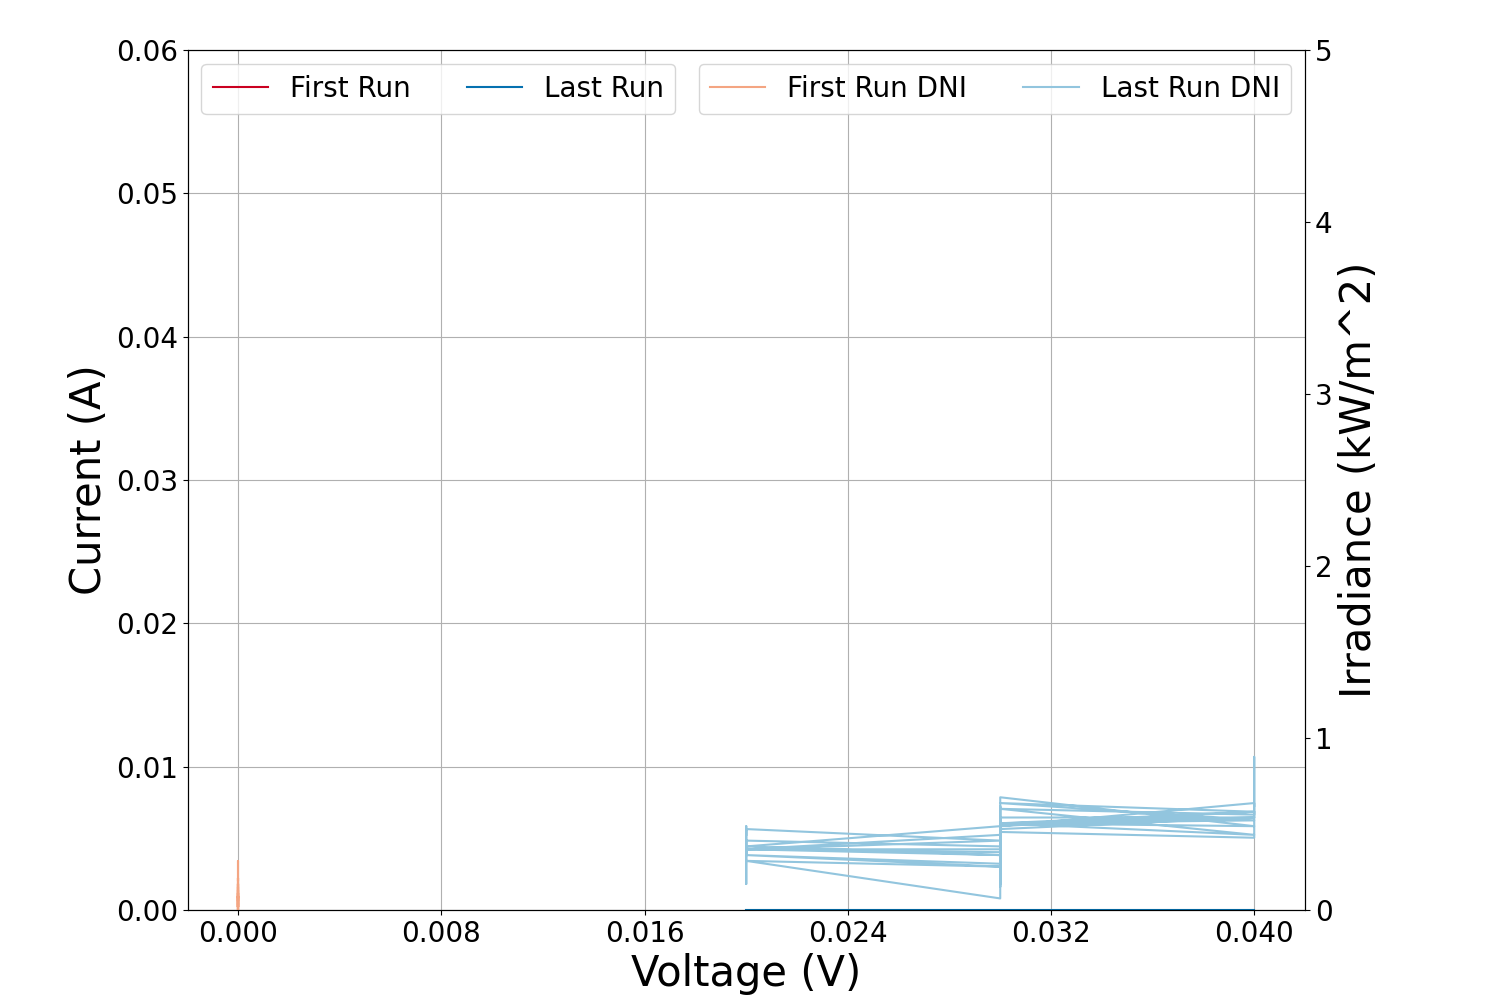 First Run
Last Run
First Run DNI
Last Run DNI
Current (A)
0.06
0.05
0.04
0.03
0.02
0.01
0.00
5
4
3
2
1
0
Irradiance (kW/m^2)
0.000
0.008
0.016
0.024
0.032
0.040
Voltage (V)